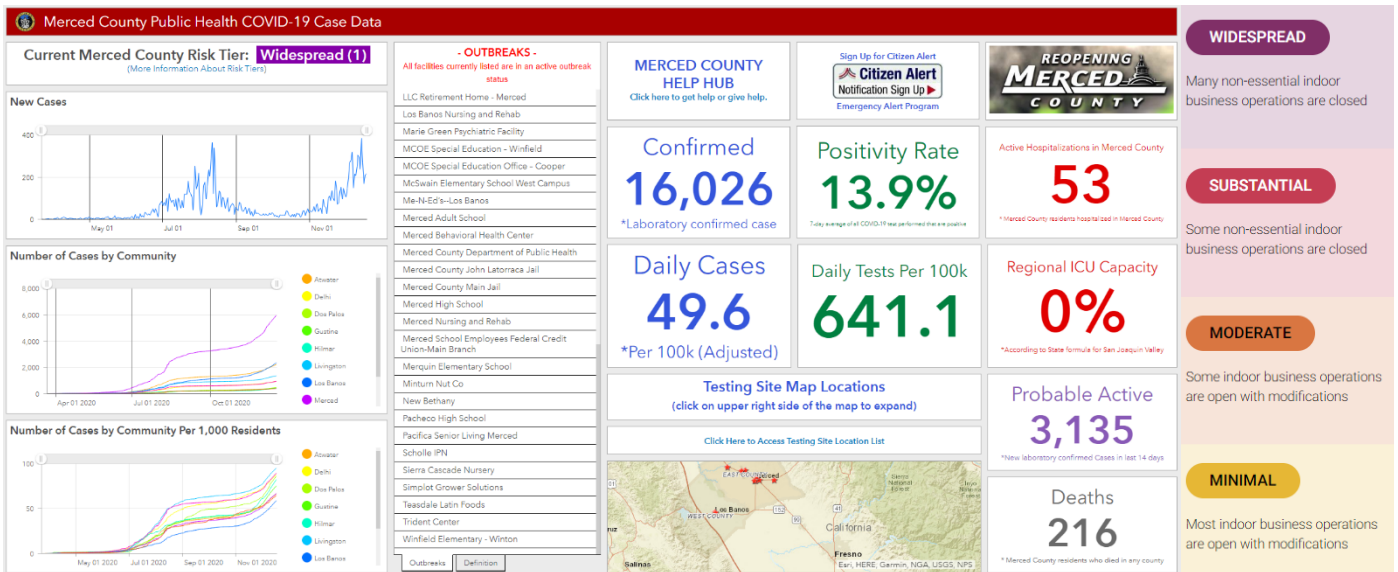 Merced County Public Health COVID-19 Case Data
Current Merced County Risk Tier: Widespread (1)
(More Information About Risk Tiers)
New Cases
400
200
0
May 01
Jul 01
Sep 01
Nov 01
Number of Cases by Community
8,000
6,000
4,000
2,000
0
Apr 01 2020
Jul 01 2020
Oct 01 2020
Atwater
Delhi
Dos Palos
Gustine
Hilmar
Livingston
Los Banos
Merced
Number of Cases by Community Per 1,000 Residents
100
50
0
May 01 2020
Jul 01 2020
Sep 01 2020
Nov 01 2020
Atwater
Delhi
Dos Palos
Gustine
Hilmar
Livingston
Los Banos
- OUTBREAKS -
All facilities currently listed are in an active outbreak
status
LLC Retirement Home - Merced
Los Banos Nursing and Rehab
Marie Green Psychiatric Facility
MCOE Special Education - Winfield
MCOE Special Education Office - Cooper
McSwain Elementary School West Campus
Me-N-Ed's--Los Banos
Merced Adult School
Merced Behavioral Health Center
Merced County Department of Public Health
Merced County John Latorraca Jail
Merced County Main Jail
Merced High School
Merced Nursing and Rehab
Merced School Employees Federal Credit
Union-Main Branch
Merquin Elementary School
Minturn Nut Co
New Bethany
Pacheco High School
Pacifica Senior Living Merced
Scholle IPN
Sierra Cascade Nursery
Simplot Grower Solutions
Teasdale Latin Foods
Trident Center
Winfield Elementary - Winton
Outbreaks
Definition
MERCED COUNTY
HELP HUB
Click here to get help or give help.
Sign Up for Citizen Alert
Citizen Alert
Notification Sign Up
Emergency Alert Program
REOPENING
MERCED
COUNTY
Confirmed
16,026
*Laboratory confirmed case
Positivity Rate
13.9%
7-day average of all COVID-19 test performed that are positive
Active Hospitalizations in Merced County
53
* Merced County residents hospitalized in Merced County
Daily Cases
49.6
*Per 100k (Adjusted)
Daily Tests Per 100k
641.1
Regional ICU Capacity
0%
*According to State formula for San Joaquin Valley
Testing Site Map Locations
(click on upper right side of the map to expand)
Click Here to Access Testing Site Location List
EAST COUNTY
Sierra
National
Forest
Los Banos
WEST COUNTY
152
99
41
California
Fresno
Salinas
Esri, HERE, Garmin, NGA, USGS, NPS
Probable Active
3,135
*New laboratory confirmed Cases in last 14 days
Deaths
216
* Merced County residents who died in any county
WIDESPREAD
Many non-essential indoor
business operations are closed
SUBSTANTIAL
Some non-essential indoor
business operations are closed
MODERATE
Some indoor business operations
are open with modifications
MINIMAL
Most indoor business operations
are open with modifications